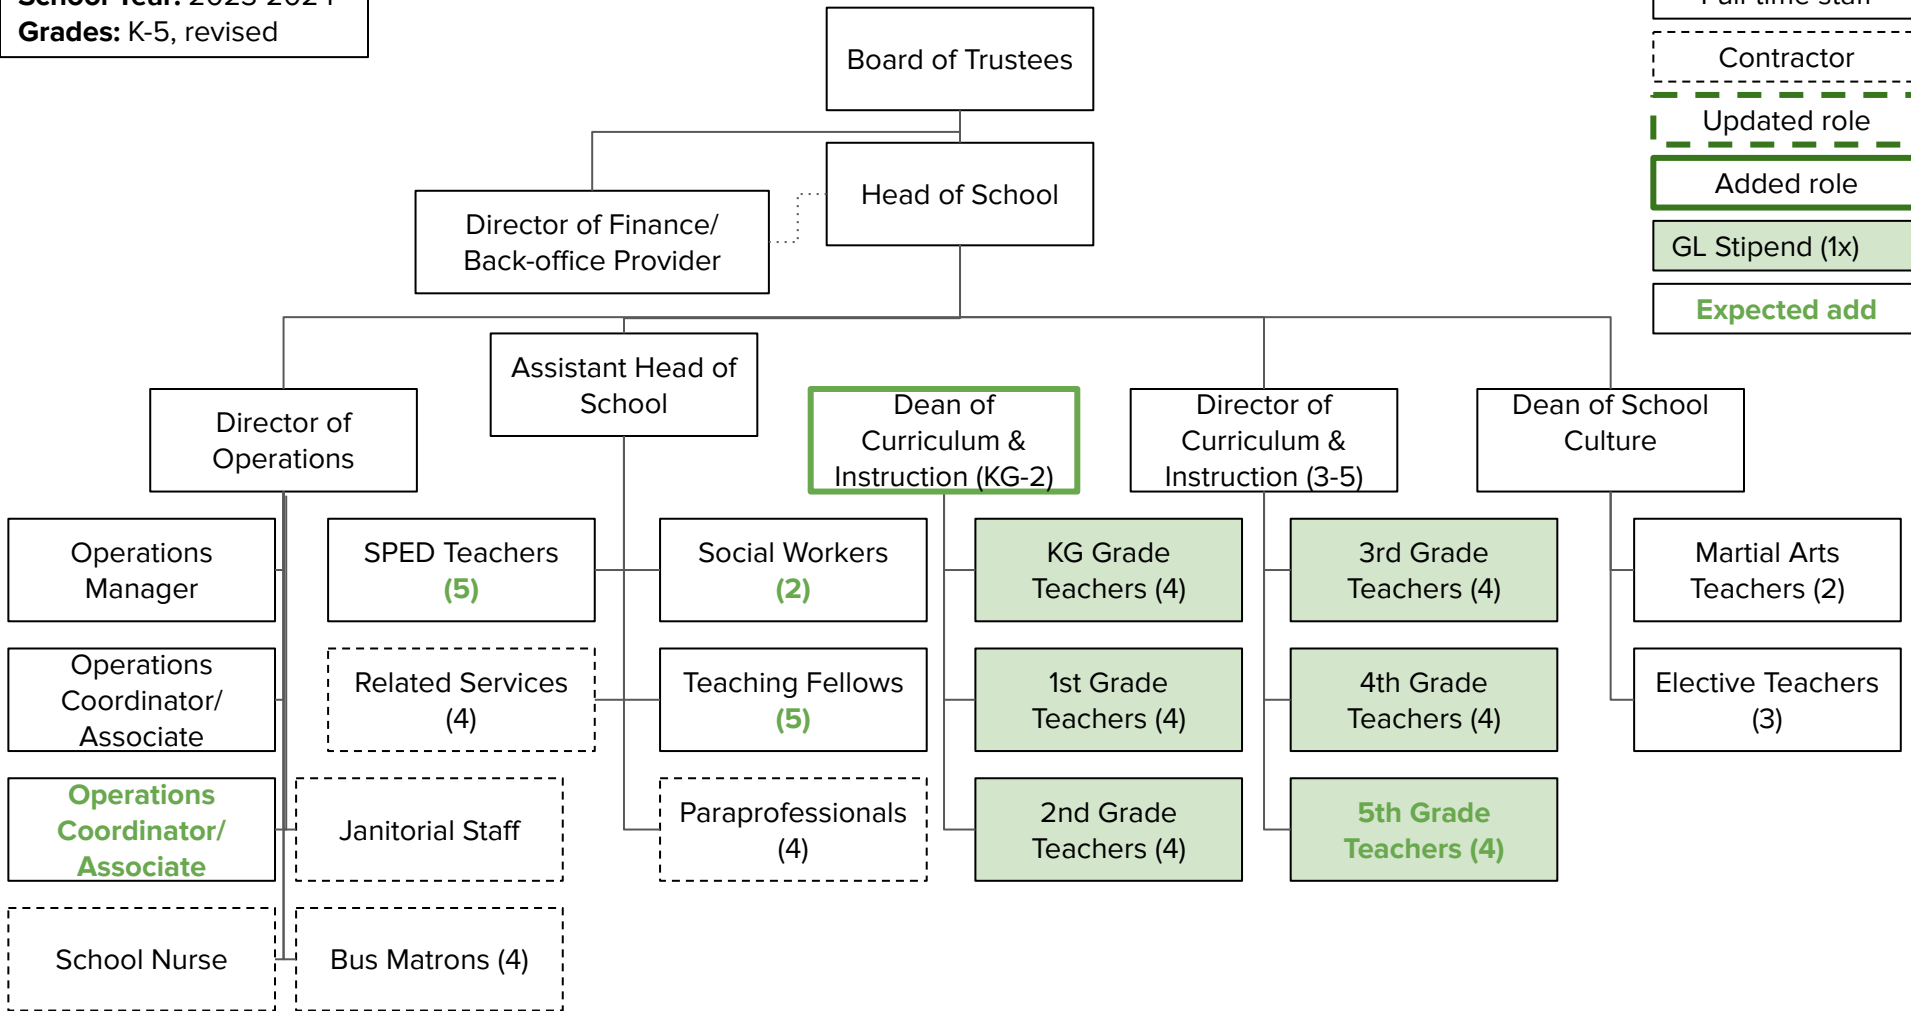 Grades: K-5, revised
Board of Trustees
Contractor
Updated role
Added role
GL Stipend (1x)
Expected add
Head of School
Director of Finance/
Back-office Provider
Assistant Head of
School
Director of
Operations
Dean of
Curriculum &
Instruction (KG-2)
Director of
Curriculum &
Instruction (3-5)
Dean of School
Culture
Operations
Manager
SPED Teachers
(5)
Social Workers
(2)
KG Grade
Teachers (4)
3rd Grade
Teachers (4)
Martial Arts
Teachers (2)
Operations
Coordinator/
Associate
Related Services
(4)
Teaching Fellows
(5)
1st Grade
Teachers (4)
4th Grade
Teachers (4)
Elective Teachers
(3)
Operations
Coordinator/
Associate
Janitorial Staff
Paraprofessionals
(4)
2nd Grade
Teachers (4)
5th Grade
Teachers (4)
School Nurse
Bus Matrons (4)